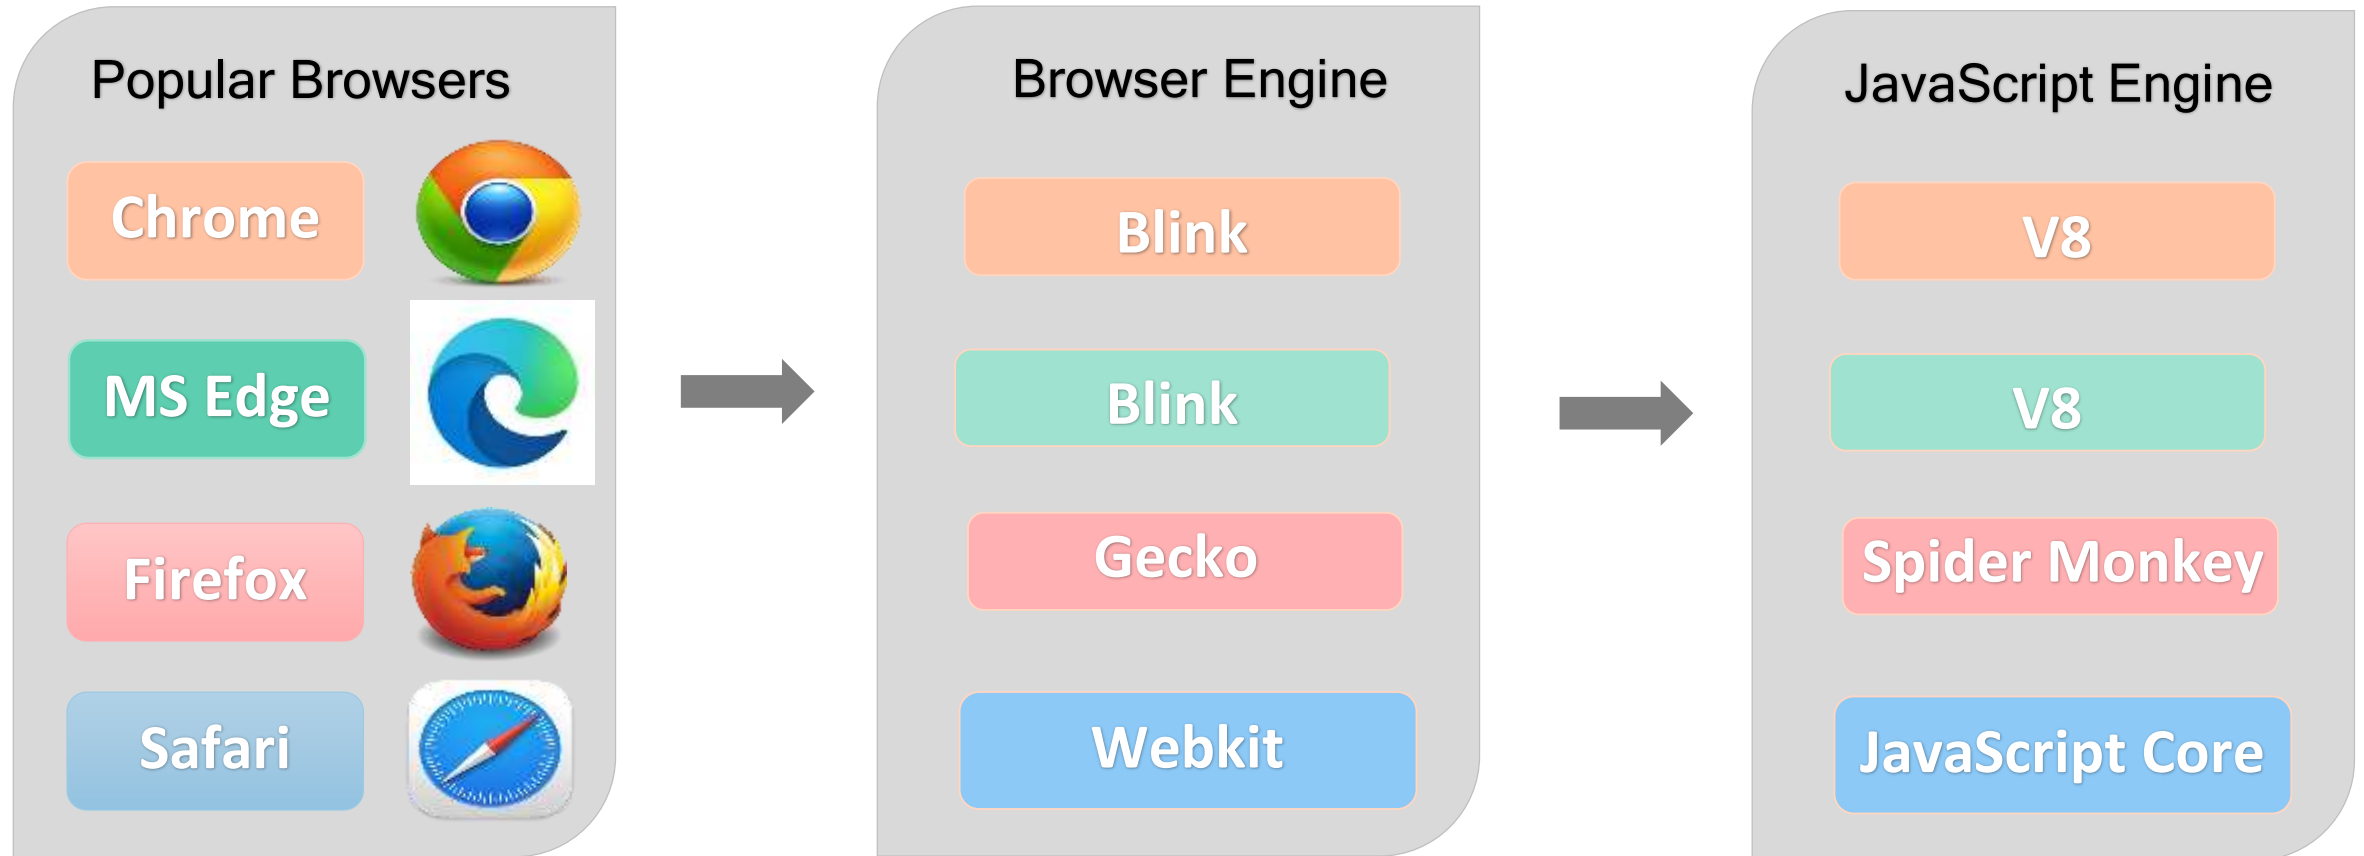 Popular Browsers
Chrome
MS Edge
Firefox
Safari
Browser Engine
Blink
Blink
Gecko
Webkit
JavaScript Engine
V8
V8
Spider Monkey
JavaScript Core